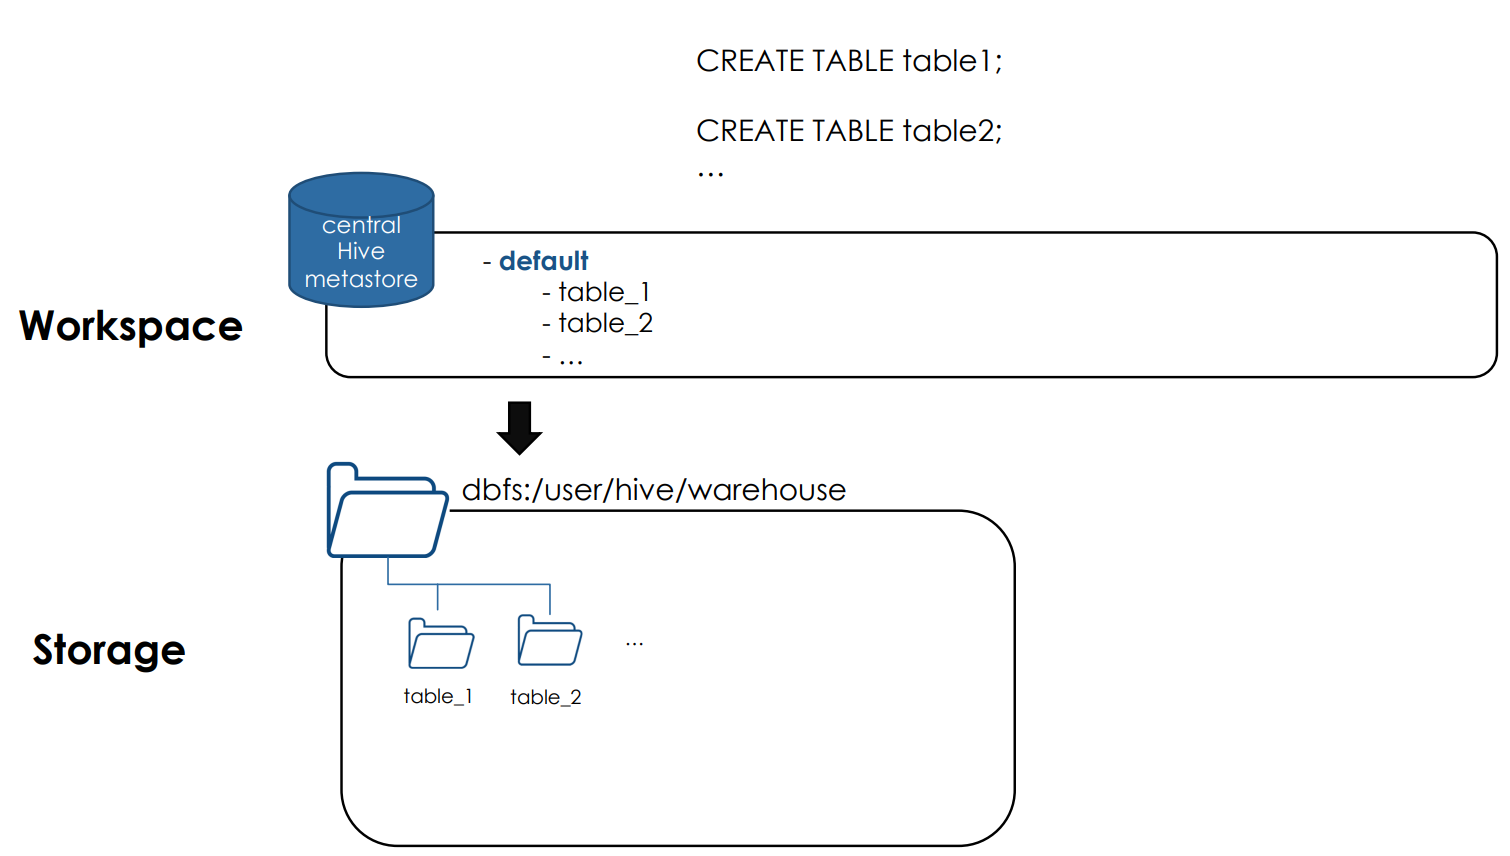 CREATE TABLE table1;
CREATE TABLE table2;
...
central
Hive
metastore
- default
- table_1
- table_2
- ...
Workspace
dbfs:/user/hive/warehouse
Storage
...
table_1
table_2